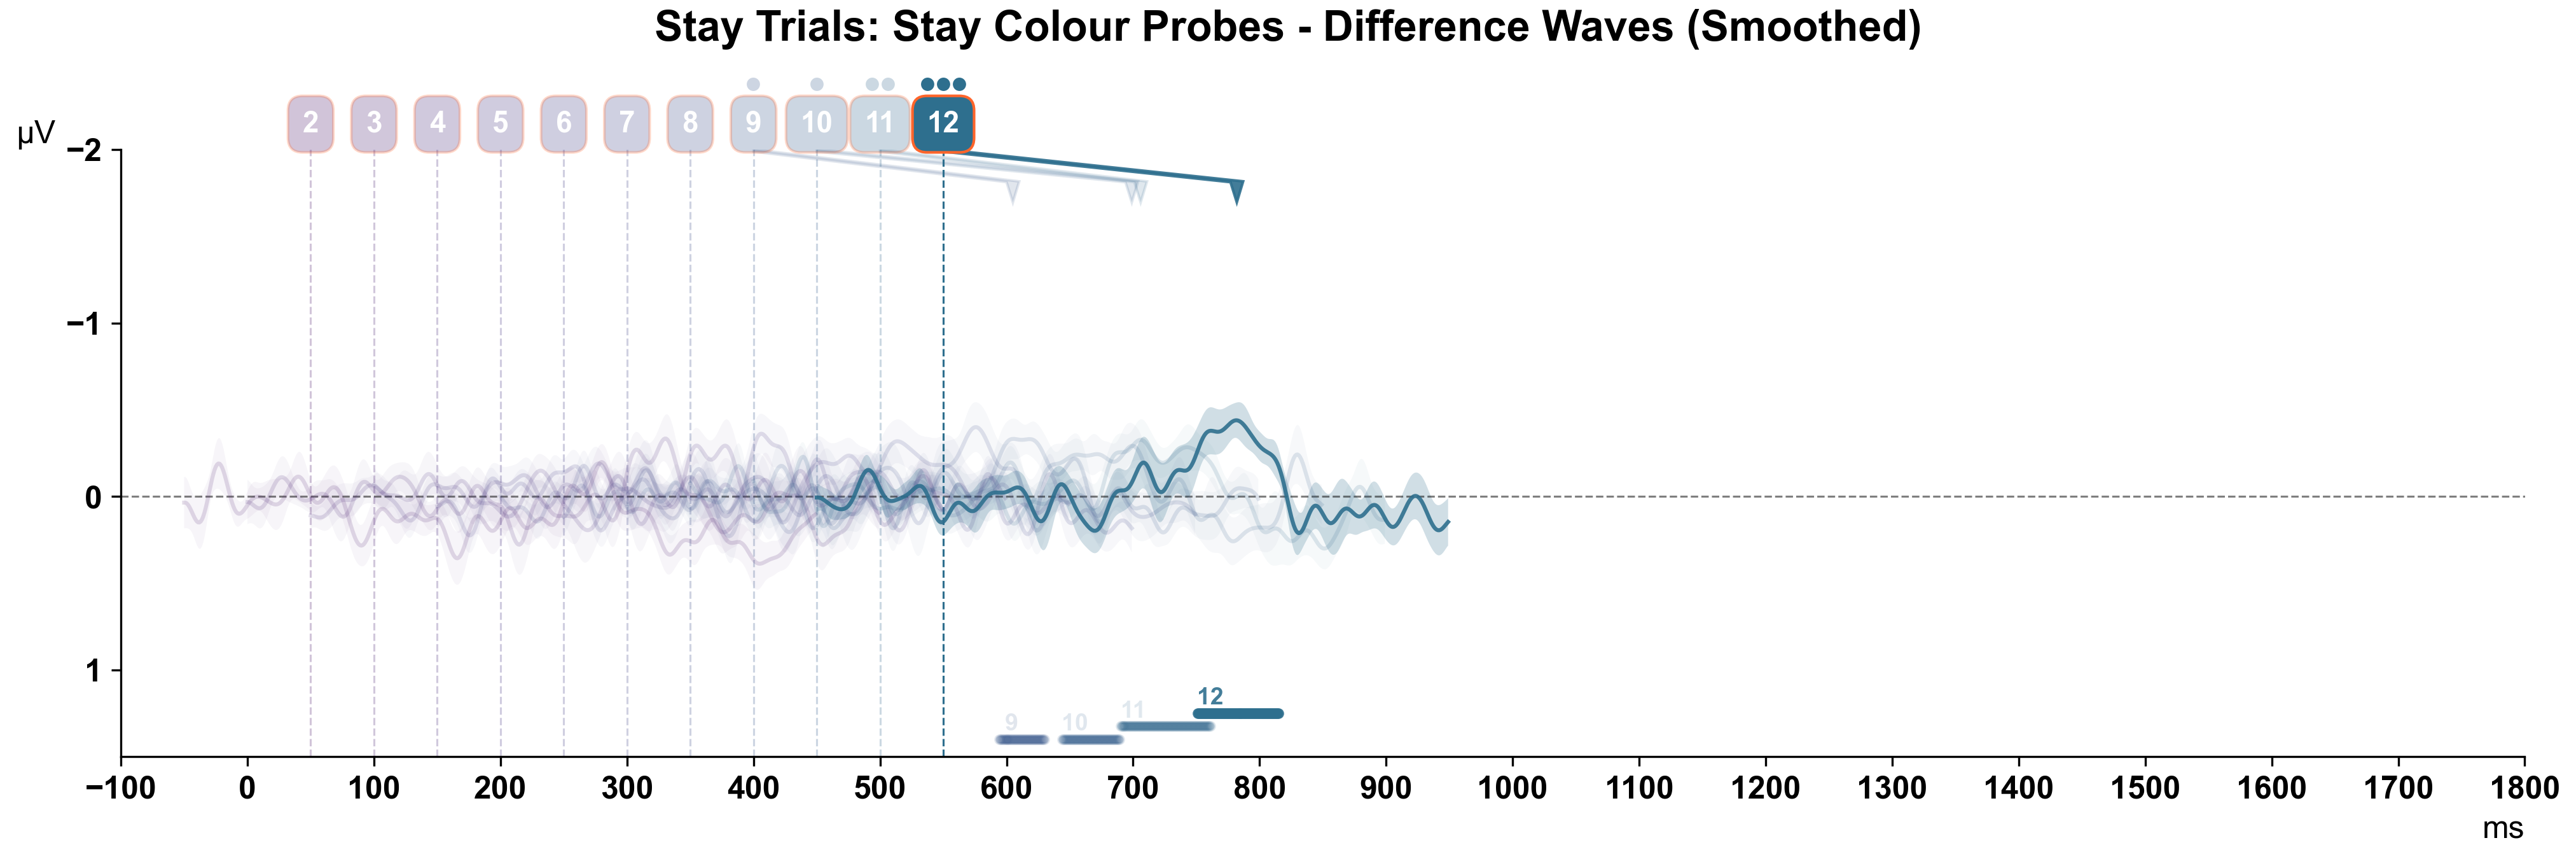 Stay Trials: Stay Colour Probes - Difference Waves (Smoothed)
2 3 4 5 6 7 8 9 10 11 12
µV
−2
−1
0
1
12
11
9 10
−100 0 100 200 300 400 500 600 700 800 900 1000 1100 1200 1300 1400 1500 1600 1700 1800
ms